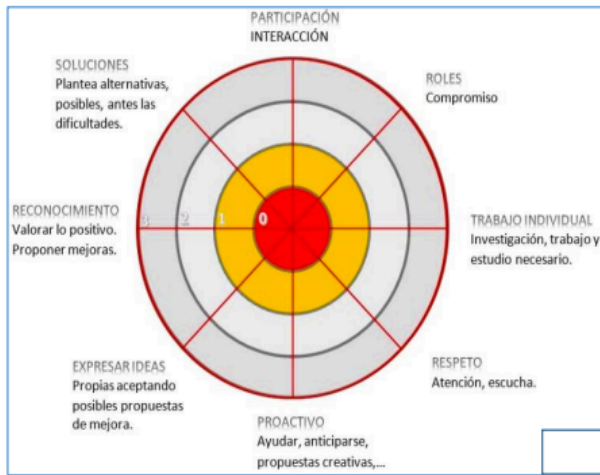 PARTICIPACIÓN
INTERACCIÓN
SOLUCIONES
Plantea alternativas,
posibles, antes las
dificultades.
ROLES
Compromiso
RECONOCIMIENTO
Valorar lo positivo.
Proponer mejoras.
3 2 1 0
TRABAJO INDIVIDUAL
Investigación, trabajo y
estudio necesario.
EXPRESAR IDEAS
Propias aceptando
posibles propuestas
de mejora.
RESPETO
Atención, escucha.
PROACTIVO
Ayudar, anticiparse,
propuestas creativas,...